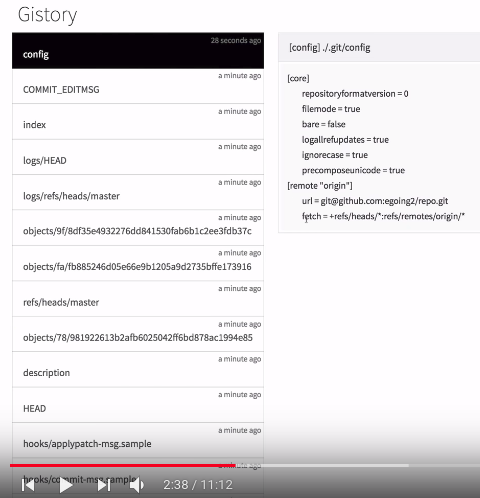 Gistory
28 seconds ago
config
a minute ago
COMMIT_EDITMSG
a minute ago
index
a minute ago
logs/HEAD
a minute ago
logs/refs/heads/master
a minute ago
objects/9f/8df35e4932276dd841530fab6b1c2ee3fdb37c
a minute ago
objects/fa/fb885246d05e66e9b1205a9d2735bffe173916
a minute ago
refs/heads/master
a minute ago
objects/78/981922613b2afb6025042ff6bd878ac1994e85
a minute ago
description
a minute ago
HEAD
a minute ago
hooks/applypatch-msg.sample
a minute ago
hooks/commit-msg.sample
[config] ./.git/config
[core]
repositoryformatversion = 0
filemode = true
bare = false
logallrefupdates = true
ignorecase = true
precomposeunicode = true
[remote "origin"]
url = git@github.com:egoing2/repo.git
fetch = +refs/heads/*:refs/remotes/origin/*
2:38 / 11:12